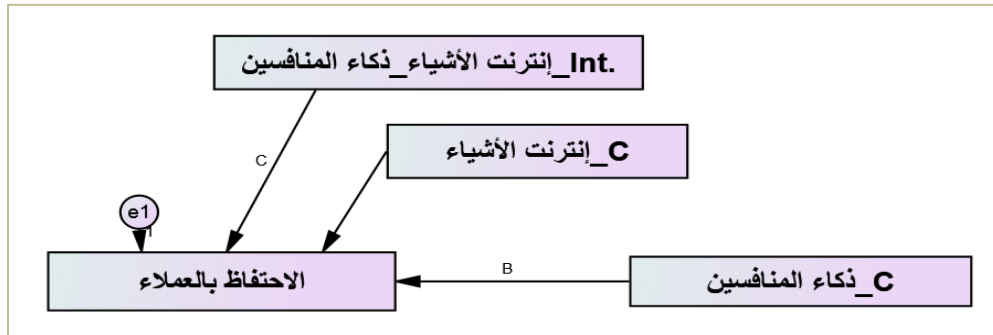 Int._إنترنت الأشياء_ذكاء المنافسين
C_إنترنت الأشياء
C
e1
1
الاحتفاظ بالعملاء
B
C_ذكاء المنافسين